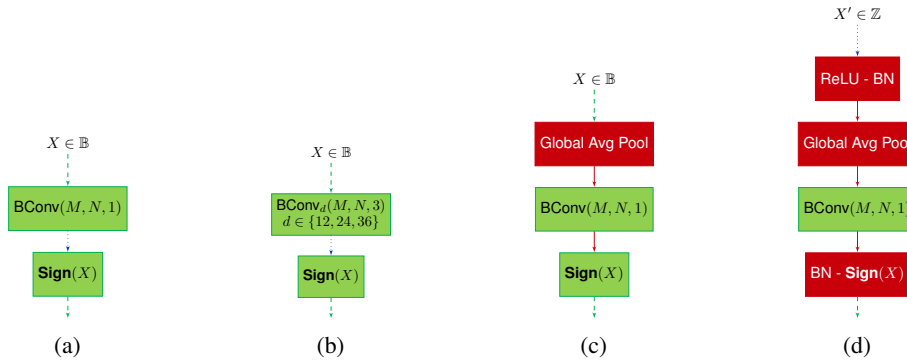 X ∈ 𝔹
BConv(M, N, 1)
Sign(X)
(a)
X ∈ 𝔹
BConv_d(M, N, 3)
d ∈ {12, 24, 36}
Sign(X)
(b)
X ∈ 𝔹
Global Avg Pool
BConv(M, N, 1)
Sign(X)
(c)
X′ ∈ ℤ
ReLU - BN
Global Avg Pool
BConv(M, N, 1)
BN - Sign(X)
(d)